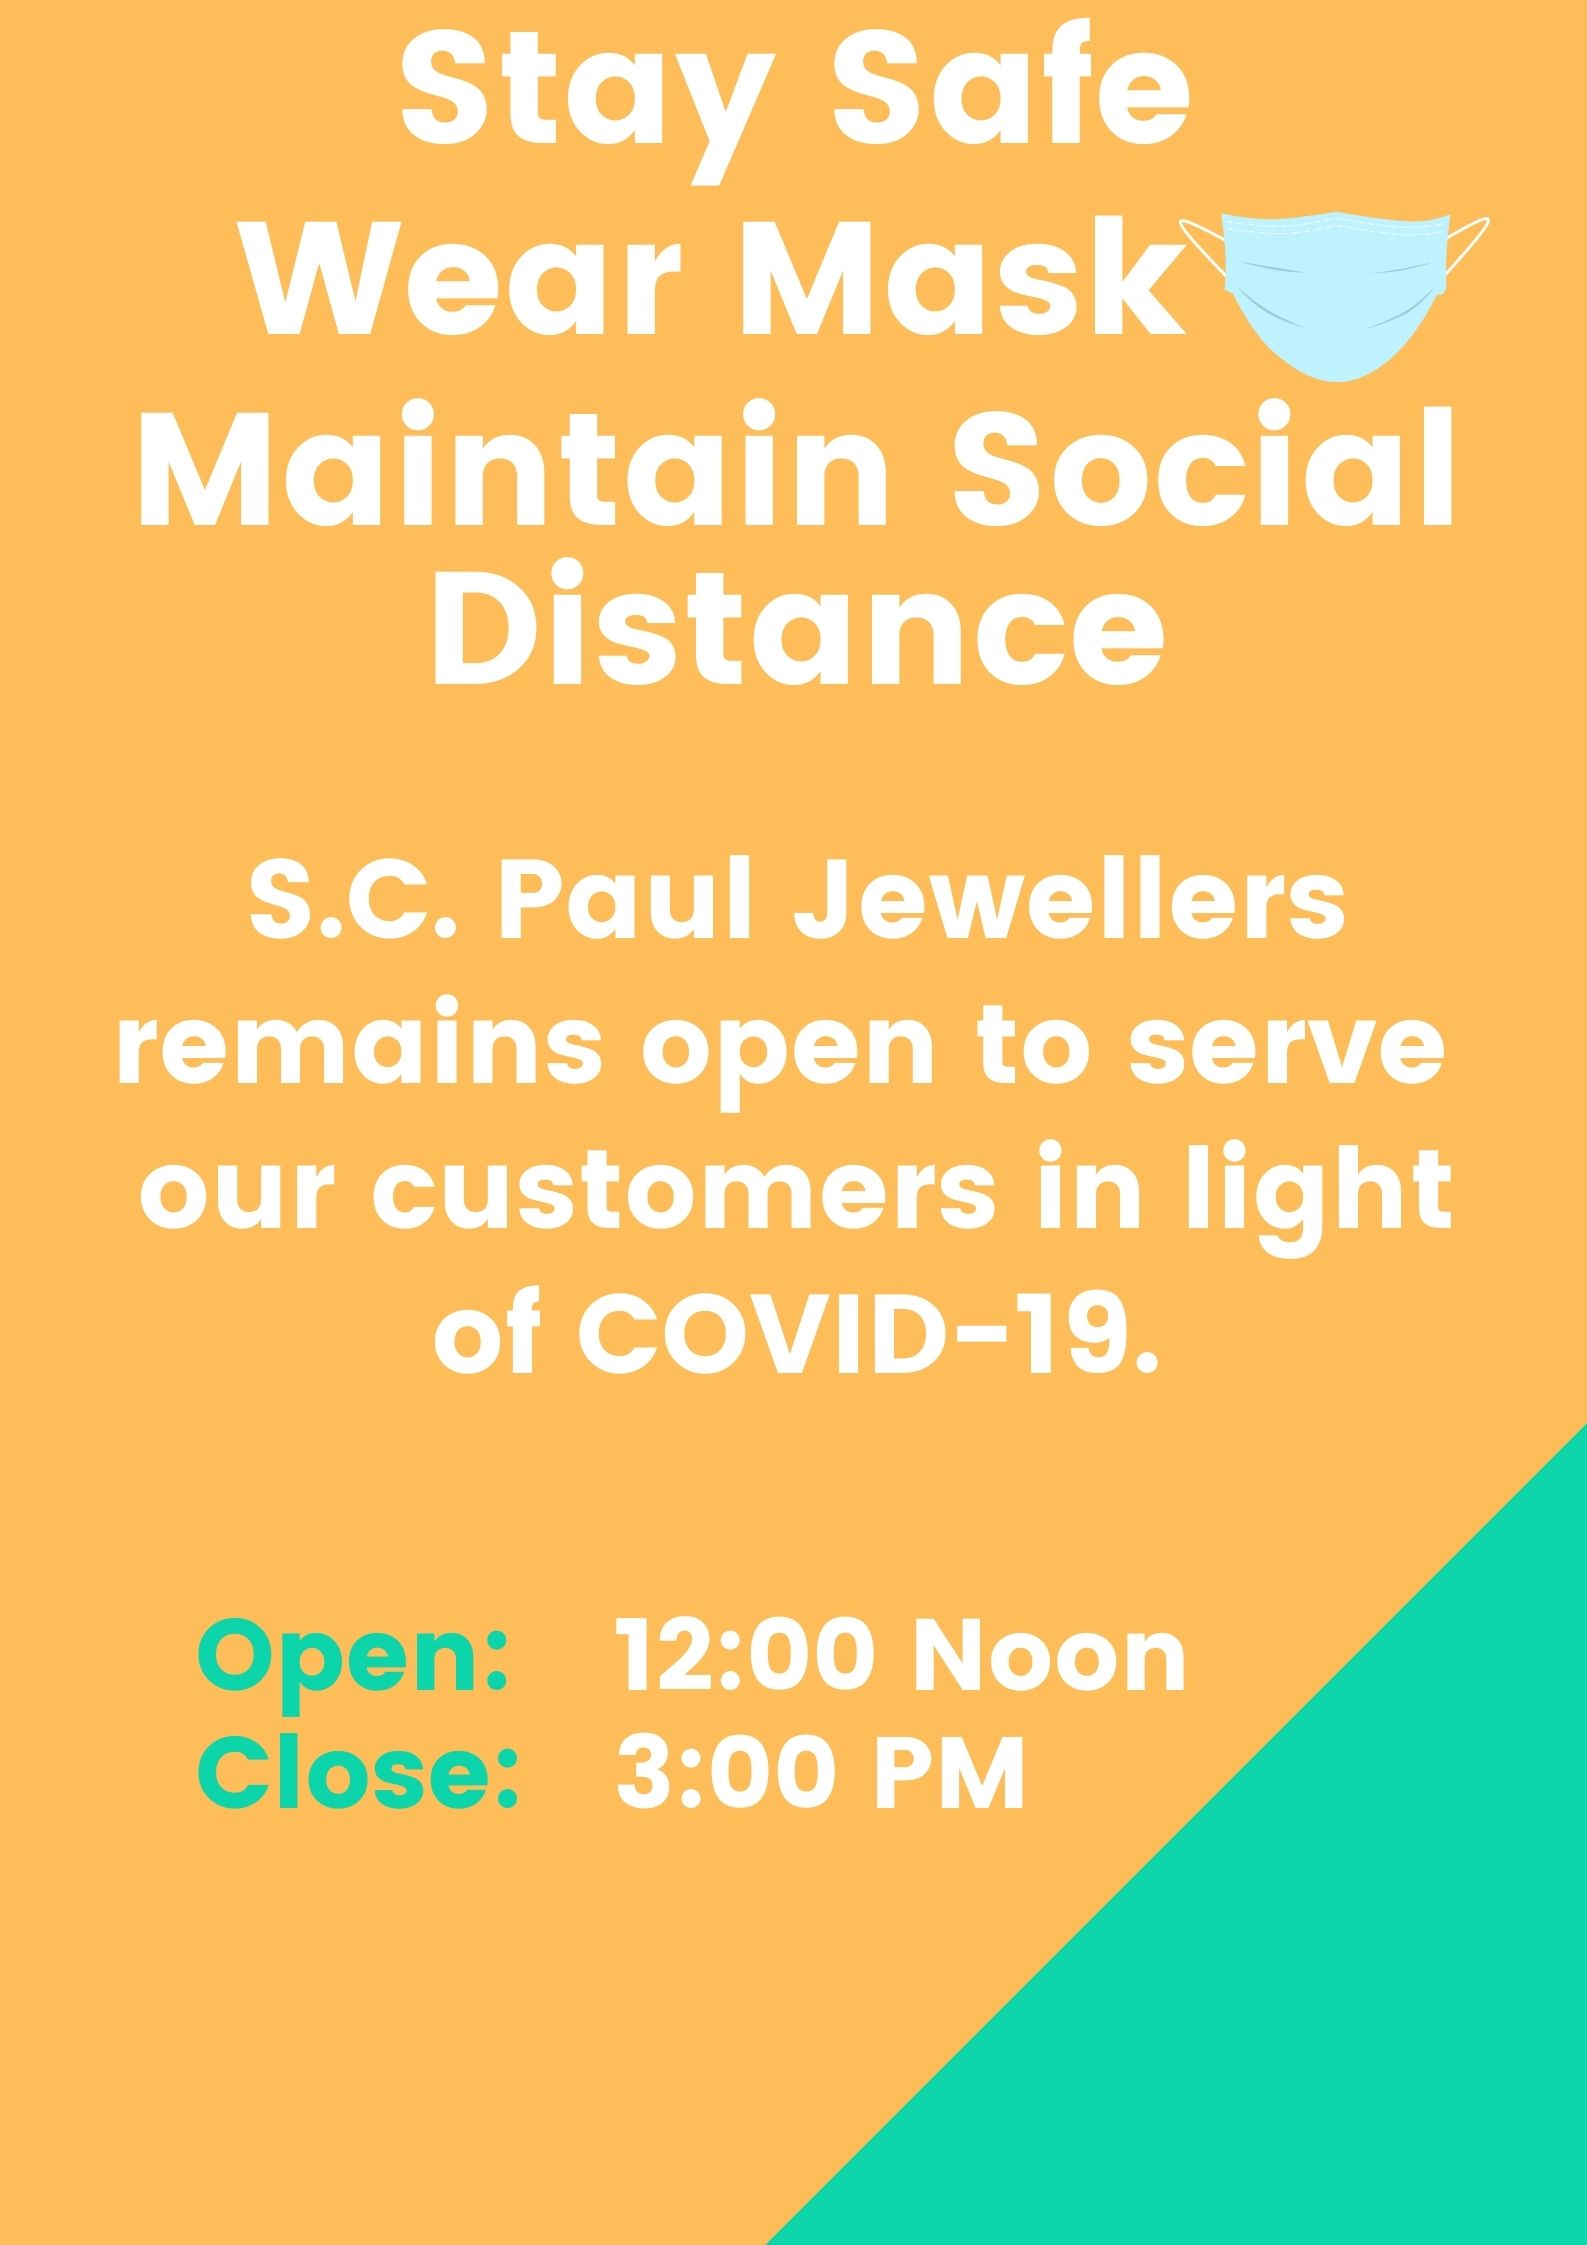 Stay Safe
Wear Mask
Maintain Social
Distance
S.C. Paul Jewellers
remains open to serve
our customers in light
of COVID-19.
Open: 12:00 Noon
Close: 3:00 PM